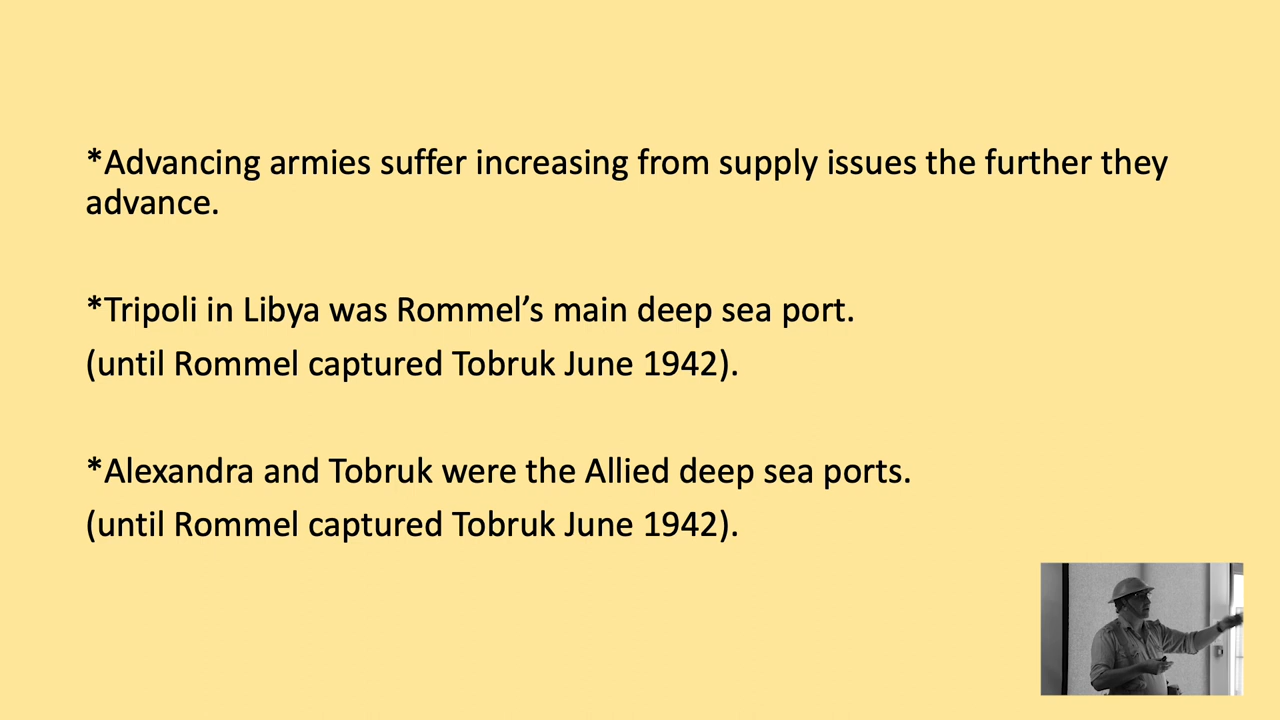 *Advancing armies suffer increasing from supply issues the further they
advance.
*Tripoli in Libya was Rommel’s main deep sea port.
(until Rommel captured Tobruk June 1942).
*Alexandra and Tobruk were the Allied deep sea ports.
(until Rommel captured Tobruk June 1942).